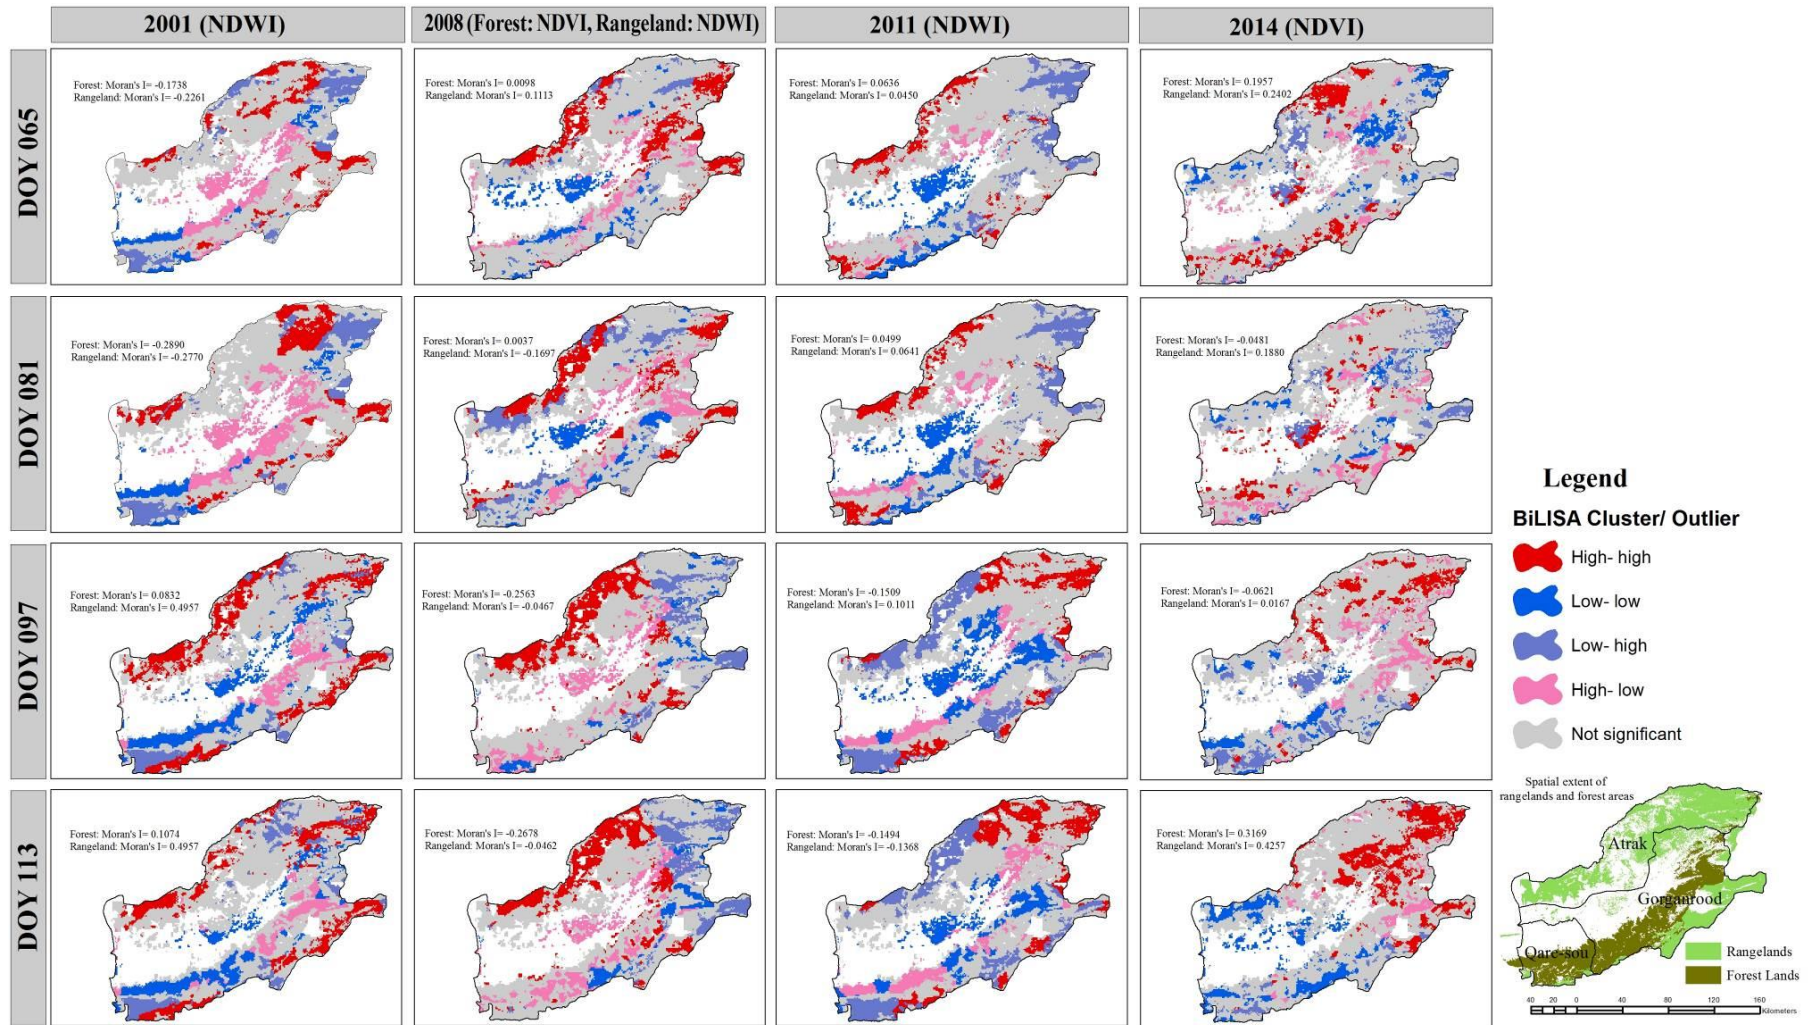 2001 (NDWI)
2008 (Forest: NDVI, Rangeland: NDWI)
2011 (NDWI)
2014 (NDVI)
DOY 065
Forest: Moran's I= -0.1738
Rangeland: Moran's I= -0.2261
Forest: Moran's I= 0.0098
Rangeland: Moran's I= 0.1113
Forest: Moran's I= 0.0636
Rangeland: Moran's I= 0.0450
Forest: Moran's I= 0.1957
Rangeland: Moran's I= 0.2402
DOY 081
Forest: Moran's I= -0.2890
Rangeland: Moran's I= -0.2770
Forest: Moran's I= 0.0037
Rangeland: Moran's I= -0.1697
Forest: Moran's I= 0.0499
Rangeland: Moran's I= 0.0641
Forest: Moran's I= -0.0481
Rangeland: Moran's I= 0.1880
DOY 097
Forest: Moran's I= 0.0832
Rangeland: Moran's I= 0.4957
Forest: Moran's I= -0.2563
Rangeland: Moran's I= -0.0467
Forest: Moran's I= -0.1509
Rangeland: Moran's I= 0.1011
Forest: Moran's I= -0.0621
Rangeland: Moran's I= 0.0167
DOY 113
Forest: Moran's I= 0.1074
Rangeland: Moran's I= 0.4957
Forest: Moran's I= -0.2678
Rangeland: Moran's I= -0.0462
Forest: Moran's I= -0.1494
Rangeland: Moran's I= -0.1368
Forest: Moran's I= 0.3169
Rangeland: Moran's I= 0.4257
Legend
BiLISA Cluster/ Outlier
High- high
Low- low
Low- high
High- low
Not significant
Spatial extent of
rangelands and forest areas
Atrak
Gorganrood
Qare-sou
Rangelands
Forest Lands
40 20 0 40 80 120 160
Kilometers